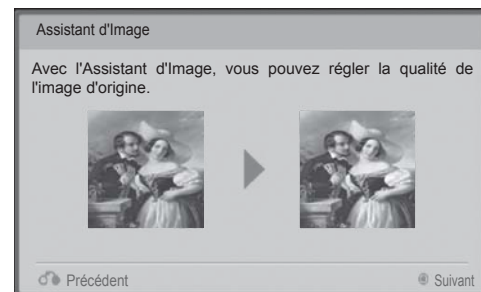 Assistant d'Image
Avec l'Assistant d'Image, vous pouvez régler la qualité de
l'image d'origine.
Précédent
Suivant